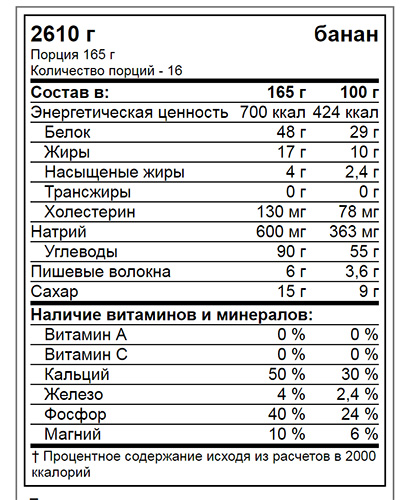 2610 г банан
Порция 165 г
Количество порций - 16
Состав в: 165 г 100 г
Энергетическая ценность 700 ккал 424 ккал
Белок 48 г 29 г
Жиры 17 г 10 г
Насыщеные жиры 4 г 2,4 г
Трансжиры 0 г 0 г
Холестерин 130 мг 78 мг
Натрий 600 мг 363 мг
Углеводы 90 г 55 г
Пишевые волокна 6 г 3,6 г
Сахар 15 г 9 г
Наличие витаминов и минералов:
Витамин А 0 % 0 %
Витамин С 0 % 0 %
Кальций 50 % 30 %
Железо 4 % 2,4 %
Фосфор 40 % 24 %
Магний 10 % 6 %
† Процентное содержание исходя из расчетов в 2000
ккалорий